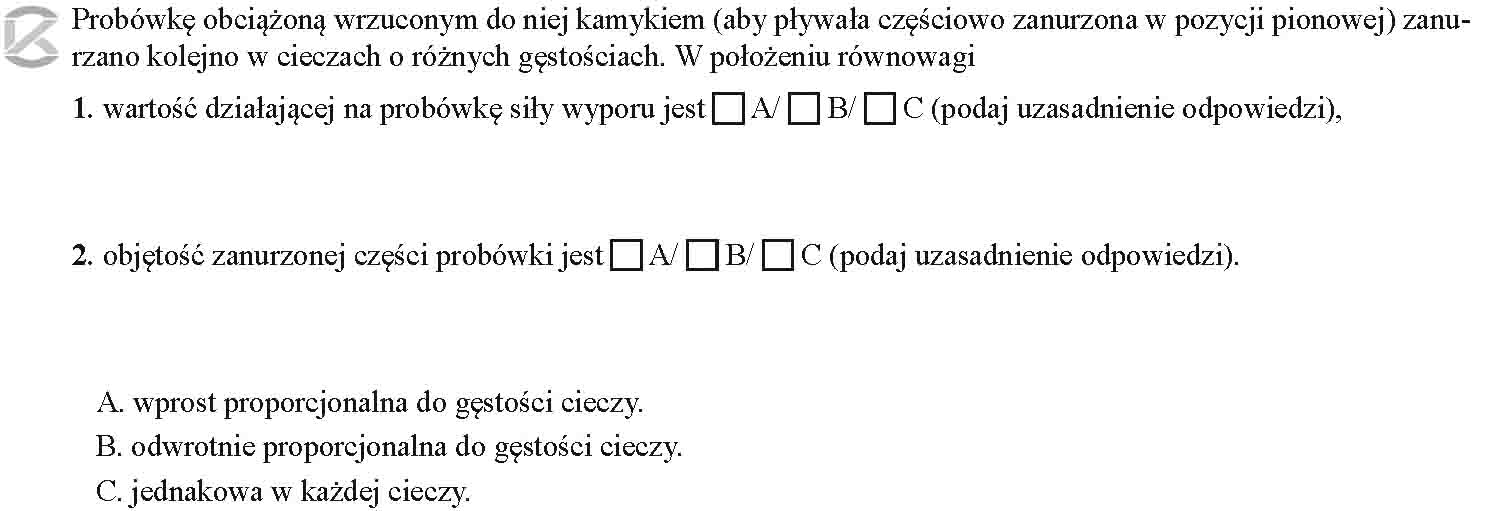 Probówkę obciążoną wrzuconym do niej kamykiem (aby pływała częściowo zanurzona w pozycji pionowej) zanu-
rzano kolejno w cieczach o różnych gęstościach. W położeniu równowagi
1. wartość działającej na probówkę siły wyporu jest □ A/ □ B/ □ C (podaj uzasadnienie odpowiedzi),
2. objętość zanurzonej części probówki jest □ A/ □ B/ □ C (podaj uzasadnienie odpowiedzi).
A. wprost proporcjonalna do gęstości cieczy.
B. odwrotnie proporcjonalna do gęstości cieczy.
C. jednakowa w każdej cieczy.